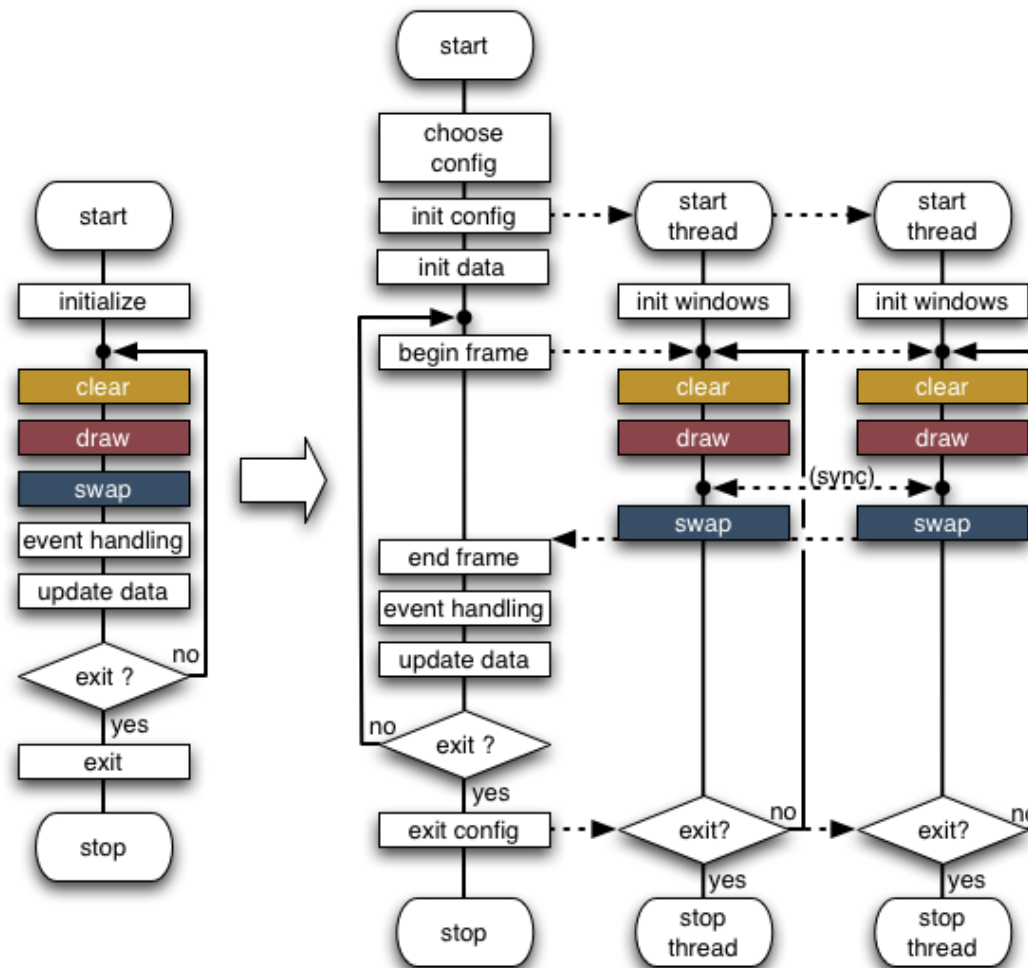 start
initialize
clear
draw
swap
event handling
update data
exit ?
no
yes
exit
stop
start
choose
config
init config
init data
begin frame
end frame
event handling
update data
no
exit ?
yes
exit config
stop
start
thread
init windows
clear
draw
(sync)
swap
exit?
no
yes
stop
thread
start
thread
init windows
clear
draw
swap
exit?
no
yes
stop
thread